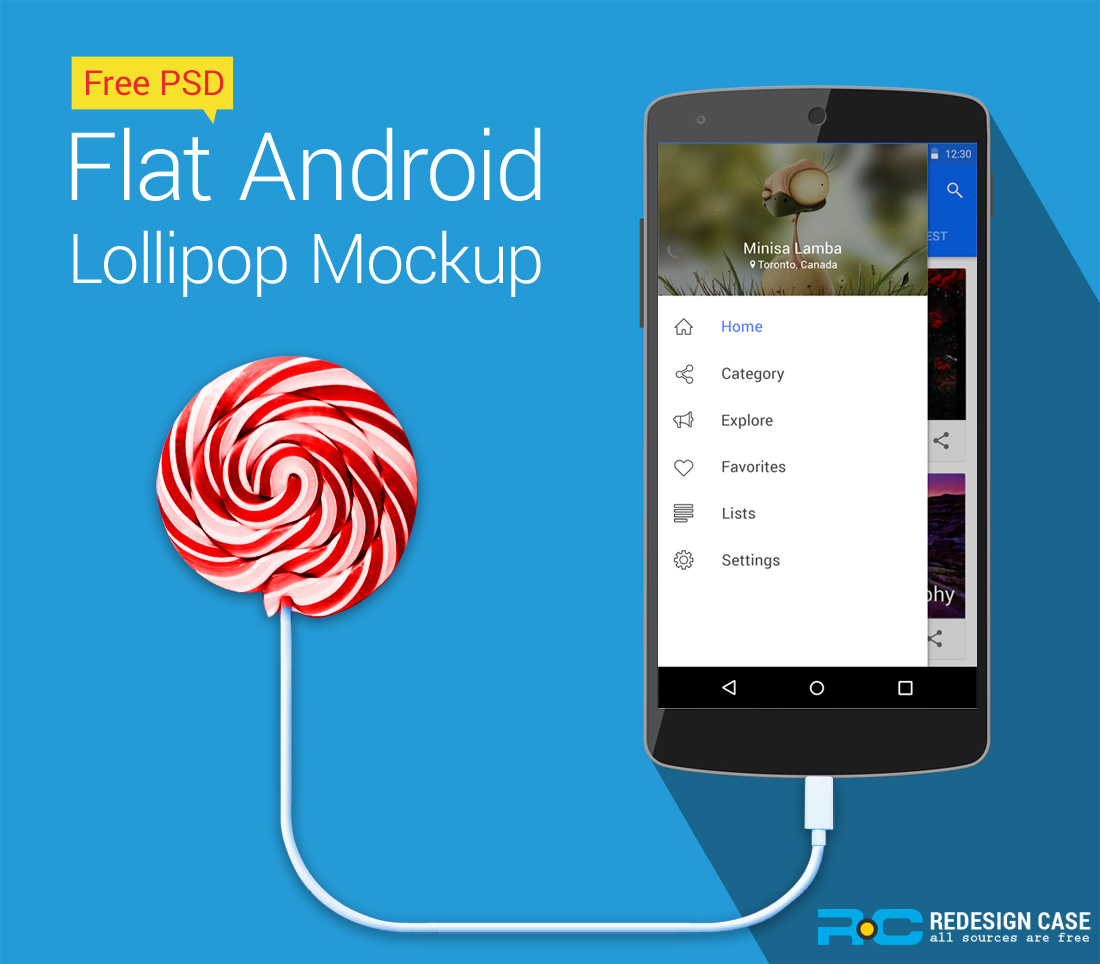 Free PSD
Flat Android
Lollipop Mockup
12:30
EST
Minisa Lamba
Toronto, Canada
Home
Category
Explore
Favorites
Lists
Settings
phy
RC REDESIGN CASE
all sources are free